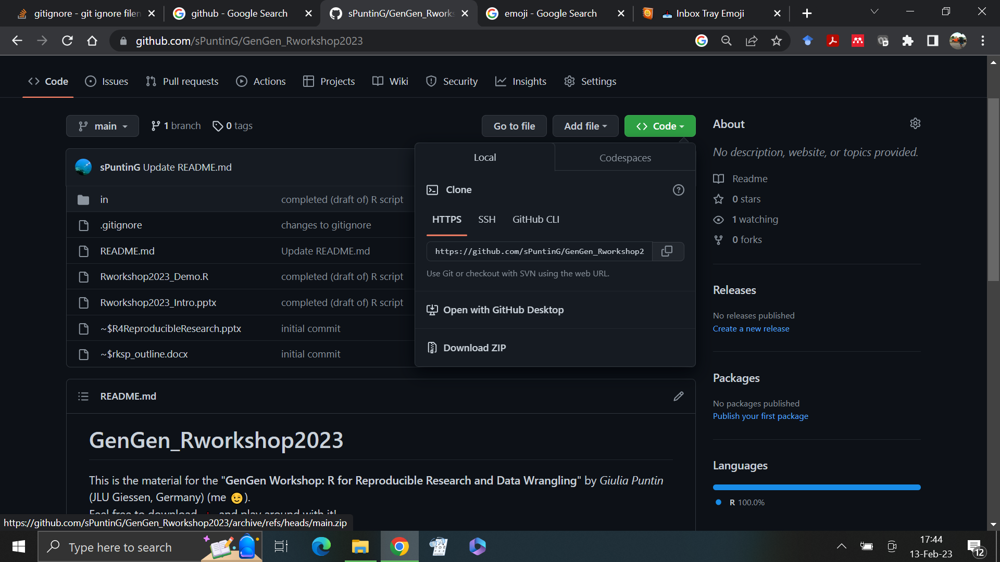 gitignore - git ignore filen
github - Google Search
sPuntinG/GenGen_Rworks
emoji - Google Search
Inbox Tray Emoji
github.com/sPuntinG/GenGen_Rworkshop2023
Code
Issues
Pull requests
Actions
Projects
Wiki
Security
Insights
Settings
main
1 branch
0 tags
Go to file
Add file
Code
About
No description, website, or topics provided.
Readme
0 stars
1 watching
0 forks
sPuntinG Update README.md
in
completed (draft of) R script
.gitignore
changes to gitignore
README.md
Update README.md
Rworkshop2023_Demo.R
completed (draft of) R script
Rworkshop2023_Intro.pptx
completed (draft of) R script
~$R4ReproducibleResearch.pptx
initial commit
~$rksp_outline.docx
initial commit
Local
Codespaces
Clone
HTTPS
SSH
GitHub CLI
https://github.com/sPuntinG/GenGen_Rworkshop2
Use Git or checkout with SVN using the web URL.
Open with GitHub Desktop
Download ZIP
Releases
No releases published
Create a new release
Packages
No packages published
Publish your first package
Languages
R 100.0%
README.md
GenGen_Rworkshop2023
This is the material for the "GenGen Workshop: R for Reproducible Research and Data Wrangling" by Giulia Puntin
(JLU Giessen, Germany) (me 😉).
Feel free to download 📥 and play around with it!
https://github.com/sPuntinG/GenGen_Rworkshop2023/archive/refs/heads/main.zip
Type here to search
17:44
13-Feb-23
12